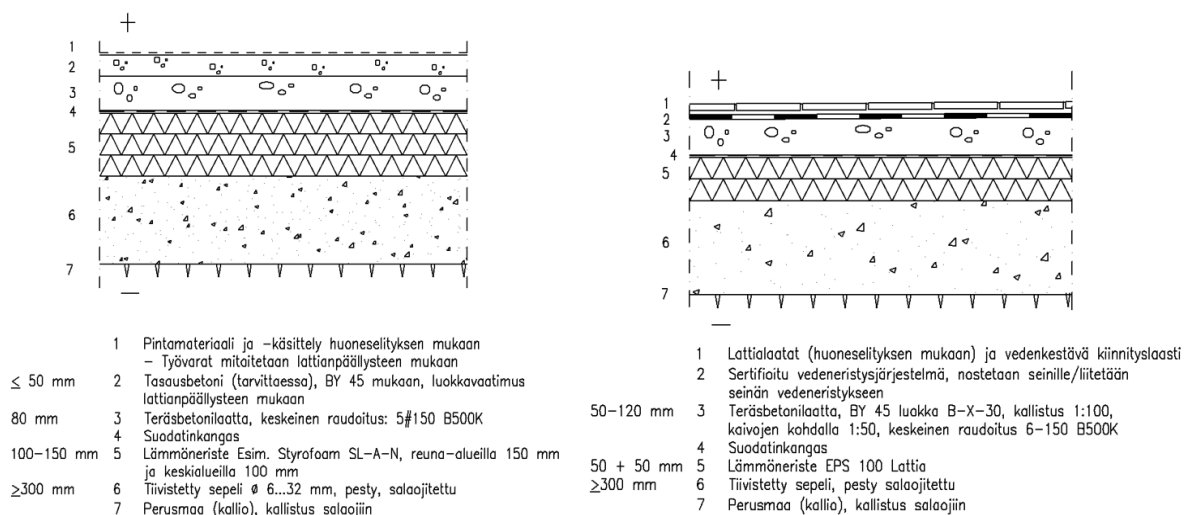 +
1
2
3
4
5
6
7
—
1 Pintamateriaali ja -käsittely huoneselityksen mukaan
- Työvarat mitoitetaan lattianpäällysteen mukaan
≤ 50 mm 2 Tasausbetoni (tarvittaessa), BY 45 mukaan, luokkavaatimus
lattianpäällysteen mukaan
80 mm 3 Teräsbetonilaatta, keskeinen raudoitus: 5#150 B500K
4 Suodatinkangas
100-150 mm 5 Lämmöneriste Esim. Styrofoam SL-A-N, reuna-alueilla 150 mm
ja keskialueilla 100 mm
≥300 mm 6 Tiivistetty sepeli ø 6...32 mm, pesty, salaojitettu
7 Perusmaa (kallio), kallistus salaojiin
+
1
2
3
4
5
6
7
—
1 Lattialaatat (huoneselityksen mukaan) ja vedenkestävä kiinnityslaasti
2 Sertifioitu vedeneristysjärjestelmä, nostetaan seinille/liitetään
seinän vedeneristykseen
50-120 mm 3 Teräsbetonilaatta, BY 45 luokka B-X-30, kallistus 1:100,
kaivojen kohdalla 1:50, keskeinen raudoitus 6-150 B500K
4 Suodatinkangas
50 + 50 mm 5 Lämmöneriste EPS 100 Lattia
≥300 mm 6 Tiivistetty sepeli, pesty salaojitettu
7 Perusmaa (kallio), kallistus salaojiin